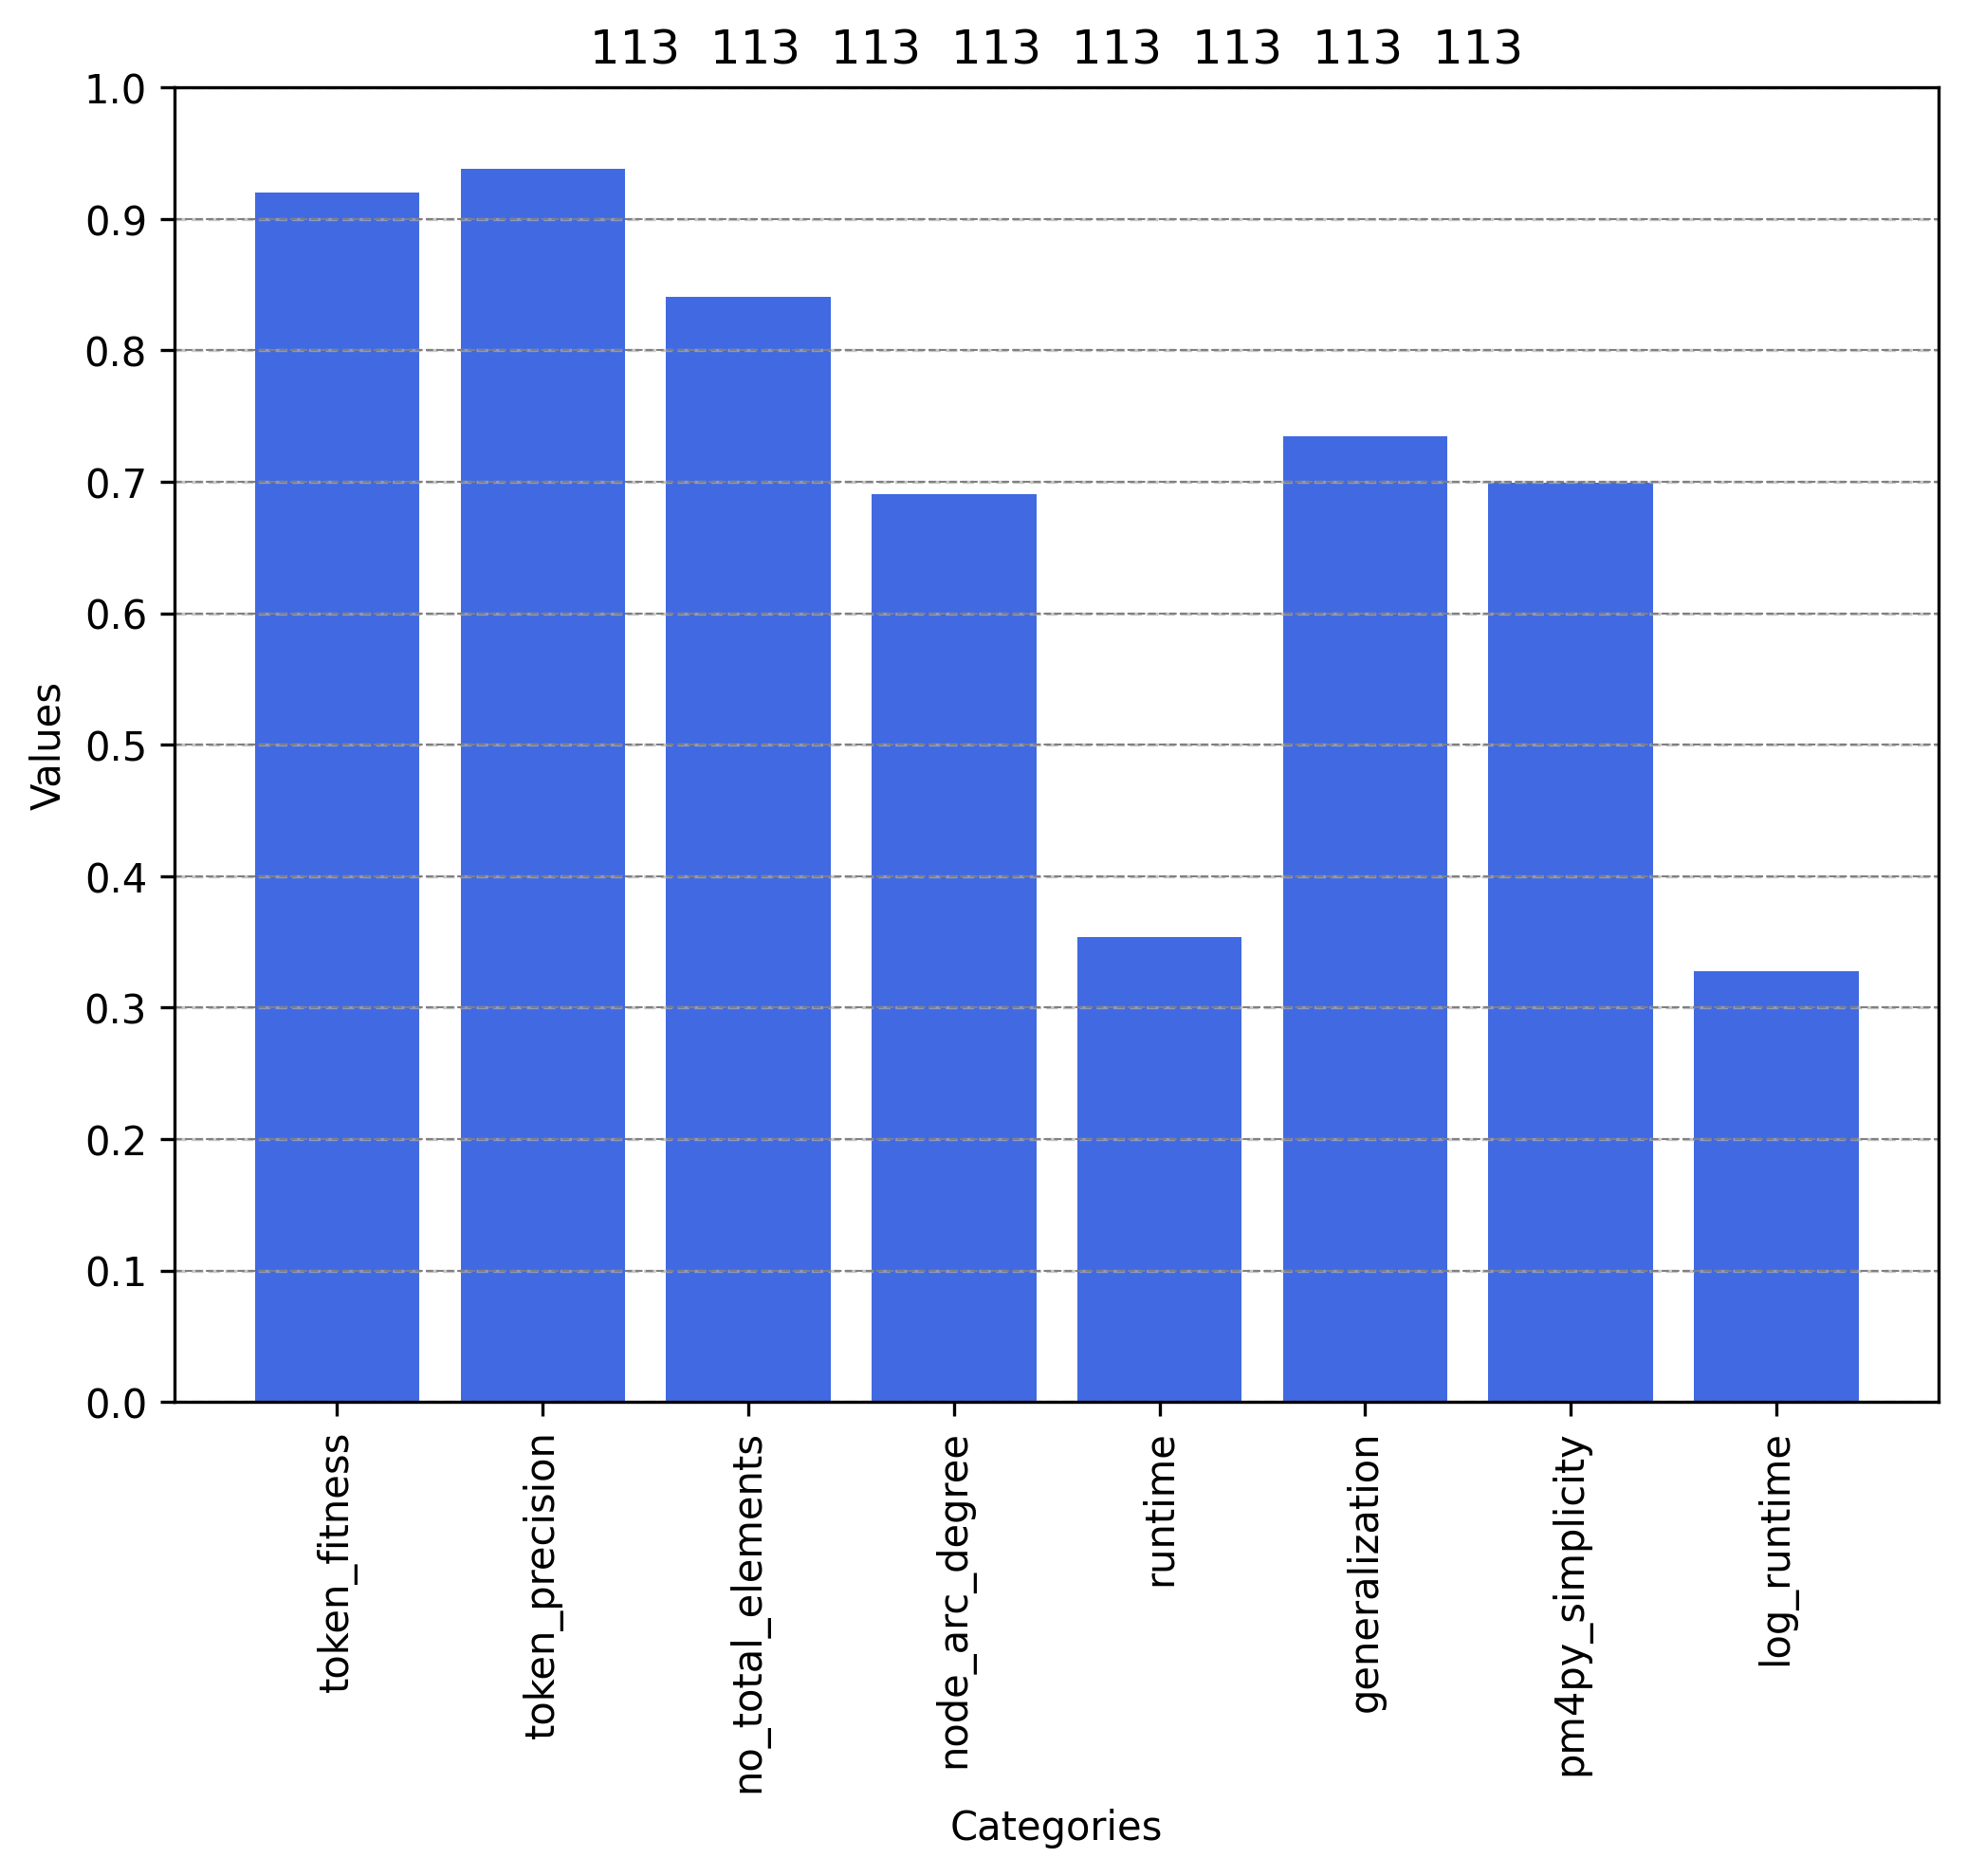 113 113 113 113 113 113 113 113
1.0
0.9
0.8
0.7
0.6
0.5
0.4
0.3
0.2
0.1
0.0
Values
token_fitness
token_precision
no_total_elements
node_arc_degree
runtime
generalization
pm4py_simplicity
log_runtime
Categories